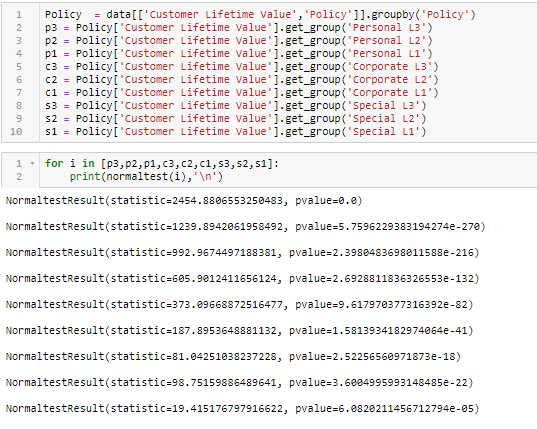 1 Policy  = data[['Customer Lifetime Value','Policy']].groupby('Policy')
2 p3 = Policy['Customer Lifetime Value'].get_group('Personal L3')
3 p2 = Policy['Customer Lifetime Value'].get_group('Personal L2')
4 p1 = Policy['Customer Lifetime Value'].get_group('Personal L1')
5 c3 = Policy['Customer Lifetime Value'].get_group('Corporate L3')
6 c2 = Policy['Customer Lifetime Value'].get_group('Corporate L2')
7 c1 = Policy['Customer Lifetime Value'].get_group('Corporate L1')
8 s3 = Policy['Customer Lifetime Value'].get_group('Special L3')
9 s2 = Policy['Customer Lifetime Value'].get_group('Special L2')
10 s1 = Policy['Customer Lifetime Value'].get_group('Special L1')
1 for i in [p3,p2,p1,c3,c2,c1,s3,s2,s1]:
2     print(normaltest(i),'\n')
NormaltestResult(statistic=2454.8806553250483, pvalue=0.0)
NormaltestResult(statistic=1239.8942061958492, pvalue=5.7596229383194274e-270)
NormaltestResult(statistic=992.9674497188381, pvalue=2.3980483698011588e-216)
NormaltestResult(statistic=605.9012411656124, pvalue=2.6928811836326553e-132)
NormaltestResult(statistic=373.09668872516477, pvalue=9.617970377316392e-82)
NormaltestResult(statistic=187.8953648881132, pvalue=1.5813934182974064e-41)
NormaltestResult(statistic=81.04251038237228, pvalue=2.52256560971873e-18)
NormaltestResult(statistic=98.75159886489641, pvalue=3.6004995993148485e-22)
NormaltestResult(statistic=19.415176797916622, pvalue=6.0820211456712794e-05)